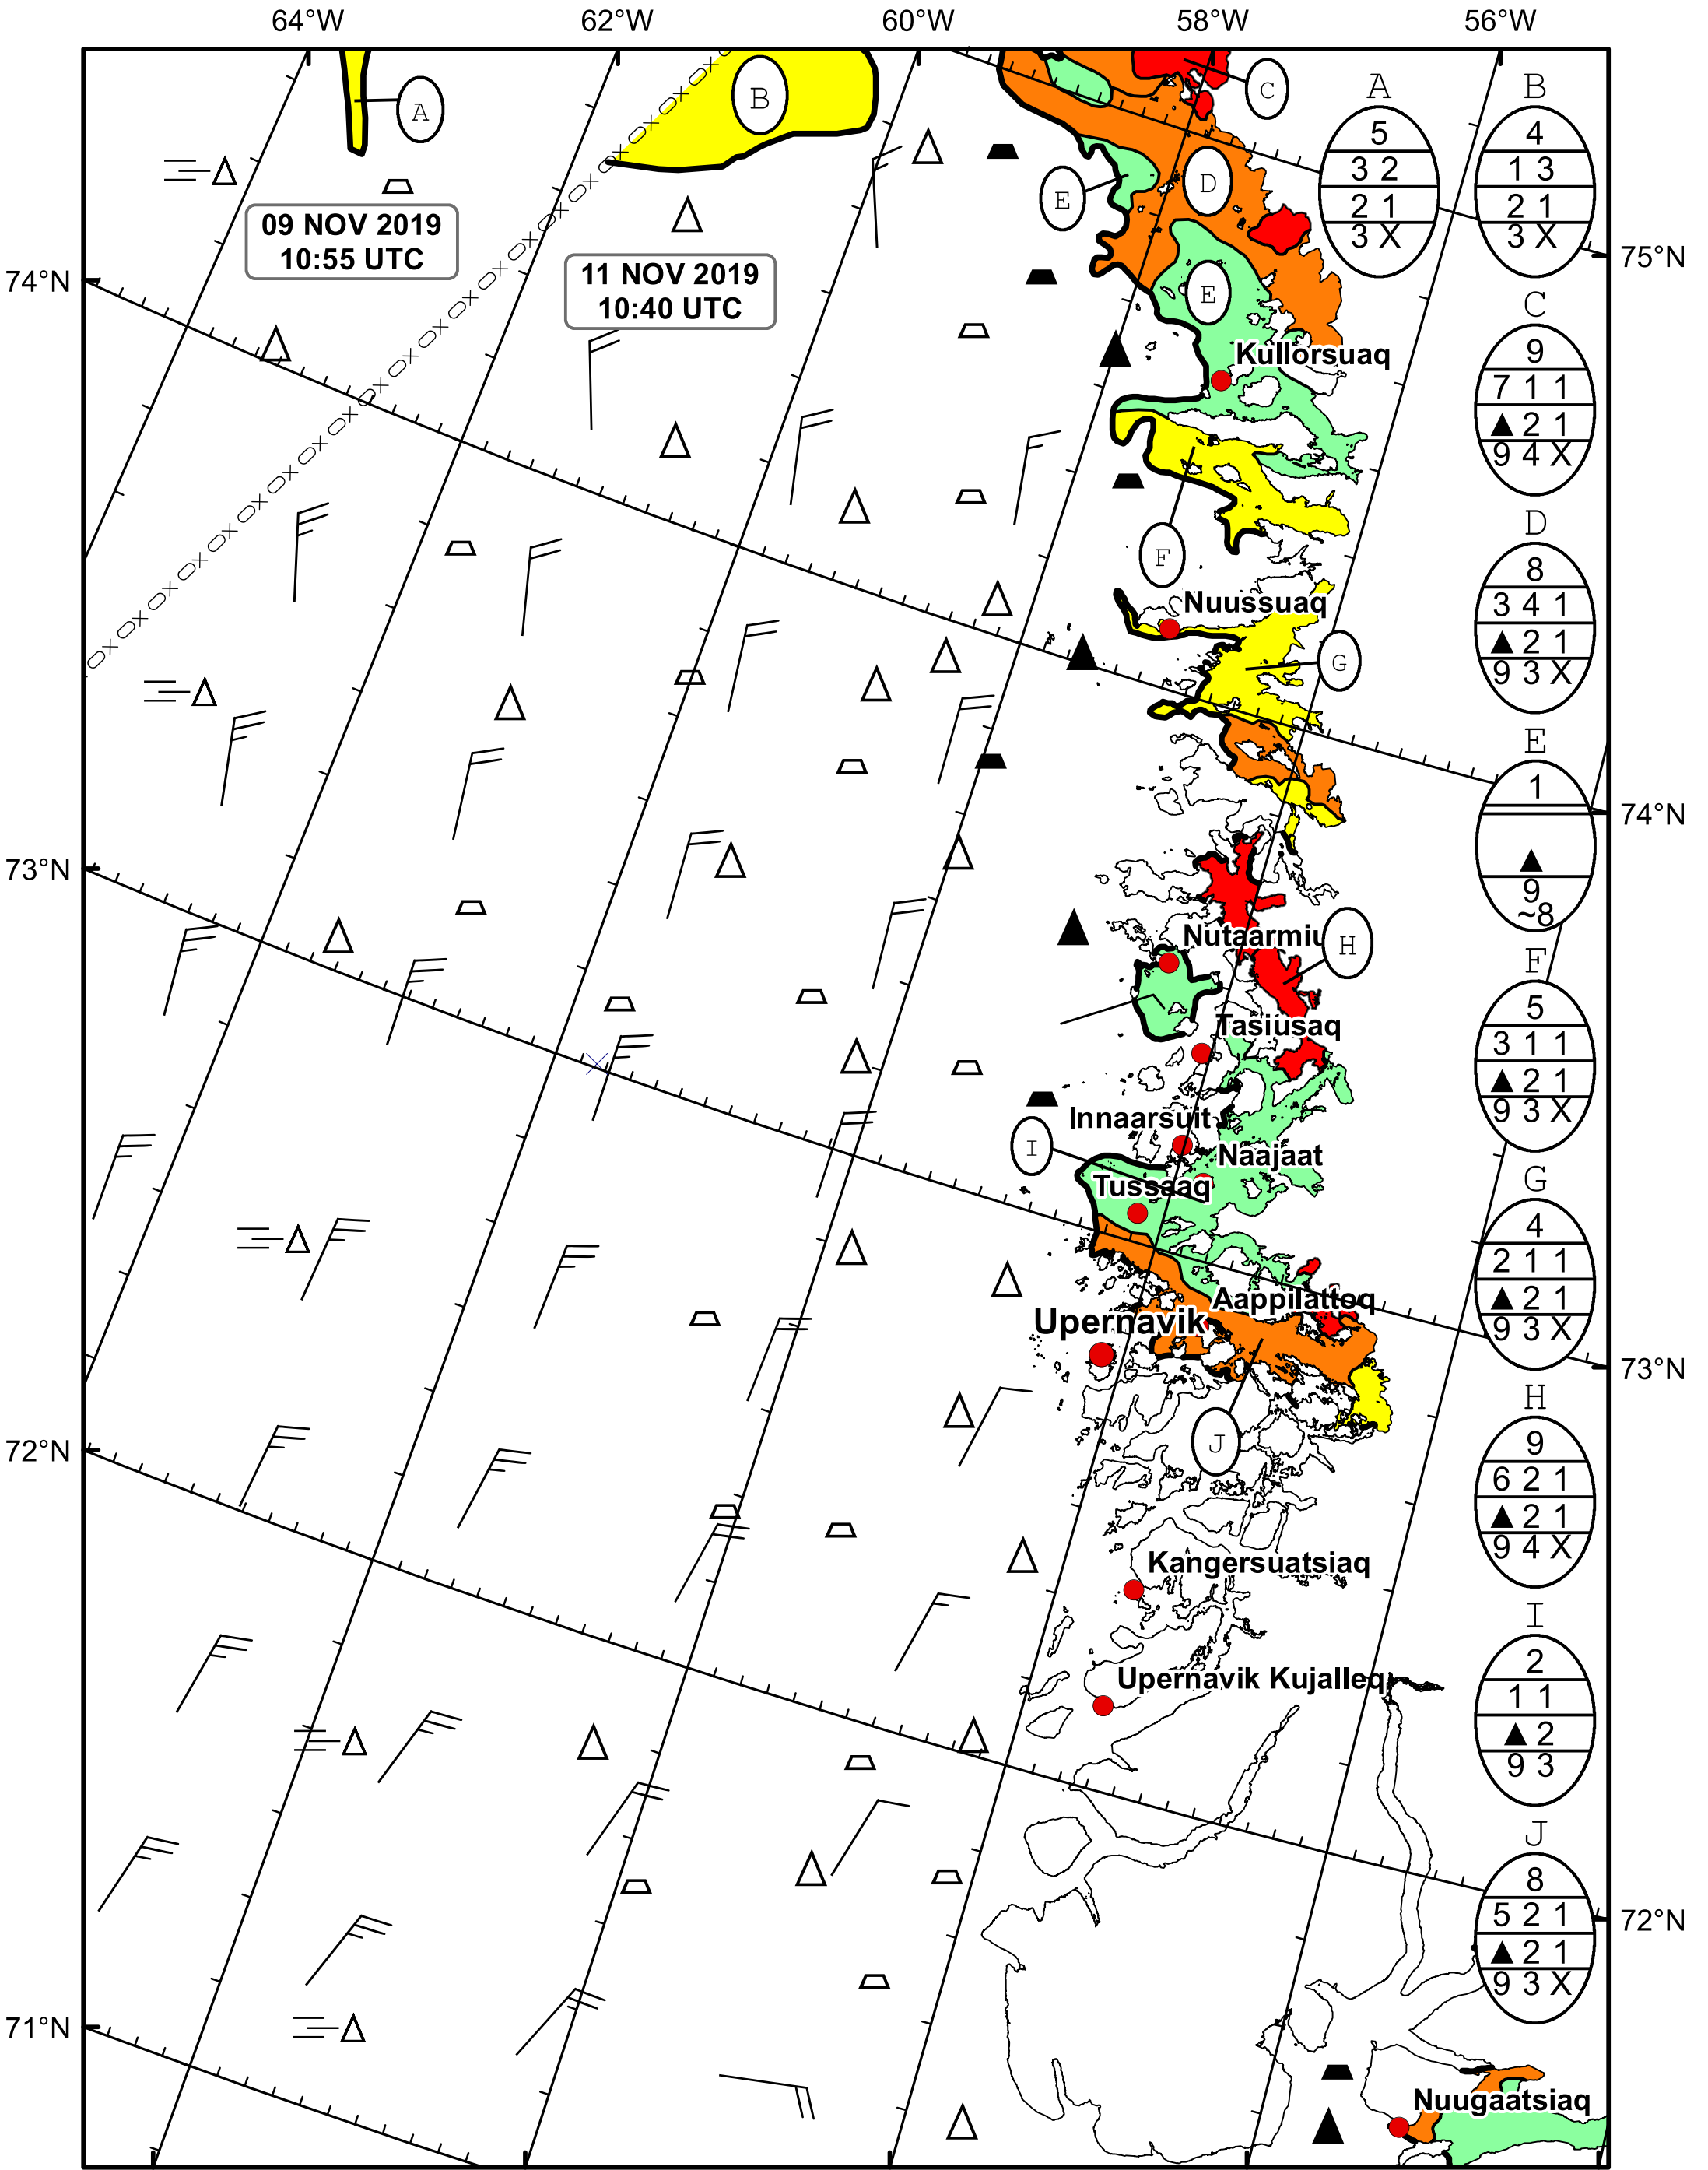 64°W 62°W 60°W 58°W 56°W
A B
A
B
C
5 4
3 2 1 3
2 1 2 1
3 X 3 X
D
E
09 NOV 2019
10:55 UTC
75°N
11 NOV 2019
10:40 UTC
74°N
E
C
9
7 1 1
▲ 2 1
9 4 X
Kullorsuaq
F
D
8
3 4 1
▲ 2 1
9 3 X
Nuussuaq
G
E
1
▲
9
~8
74°N
73°N
Nutaarmiu
H
F
5
3 1 1
▲ 2 1
9 3 X
Tasiusaq
Innaarsuit
I
Naajaat
Tussaaq
G
4
2 1 1
▲ 2 1
9 3 X
Aappilattoq
Upernavik
73°N
J
H
9
6 2 1
▲ 2 1
9 4 X
72°N
Kangersuatsiaq
I
2
1 1
▲ 2
9 3
Upernavik Kujalleq
J
8
5 2 1
▲ 2 1
9 3 X
72°N
71°N
Nuugaatsiaq